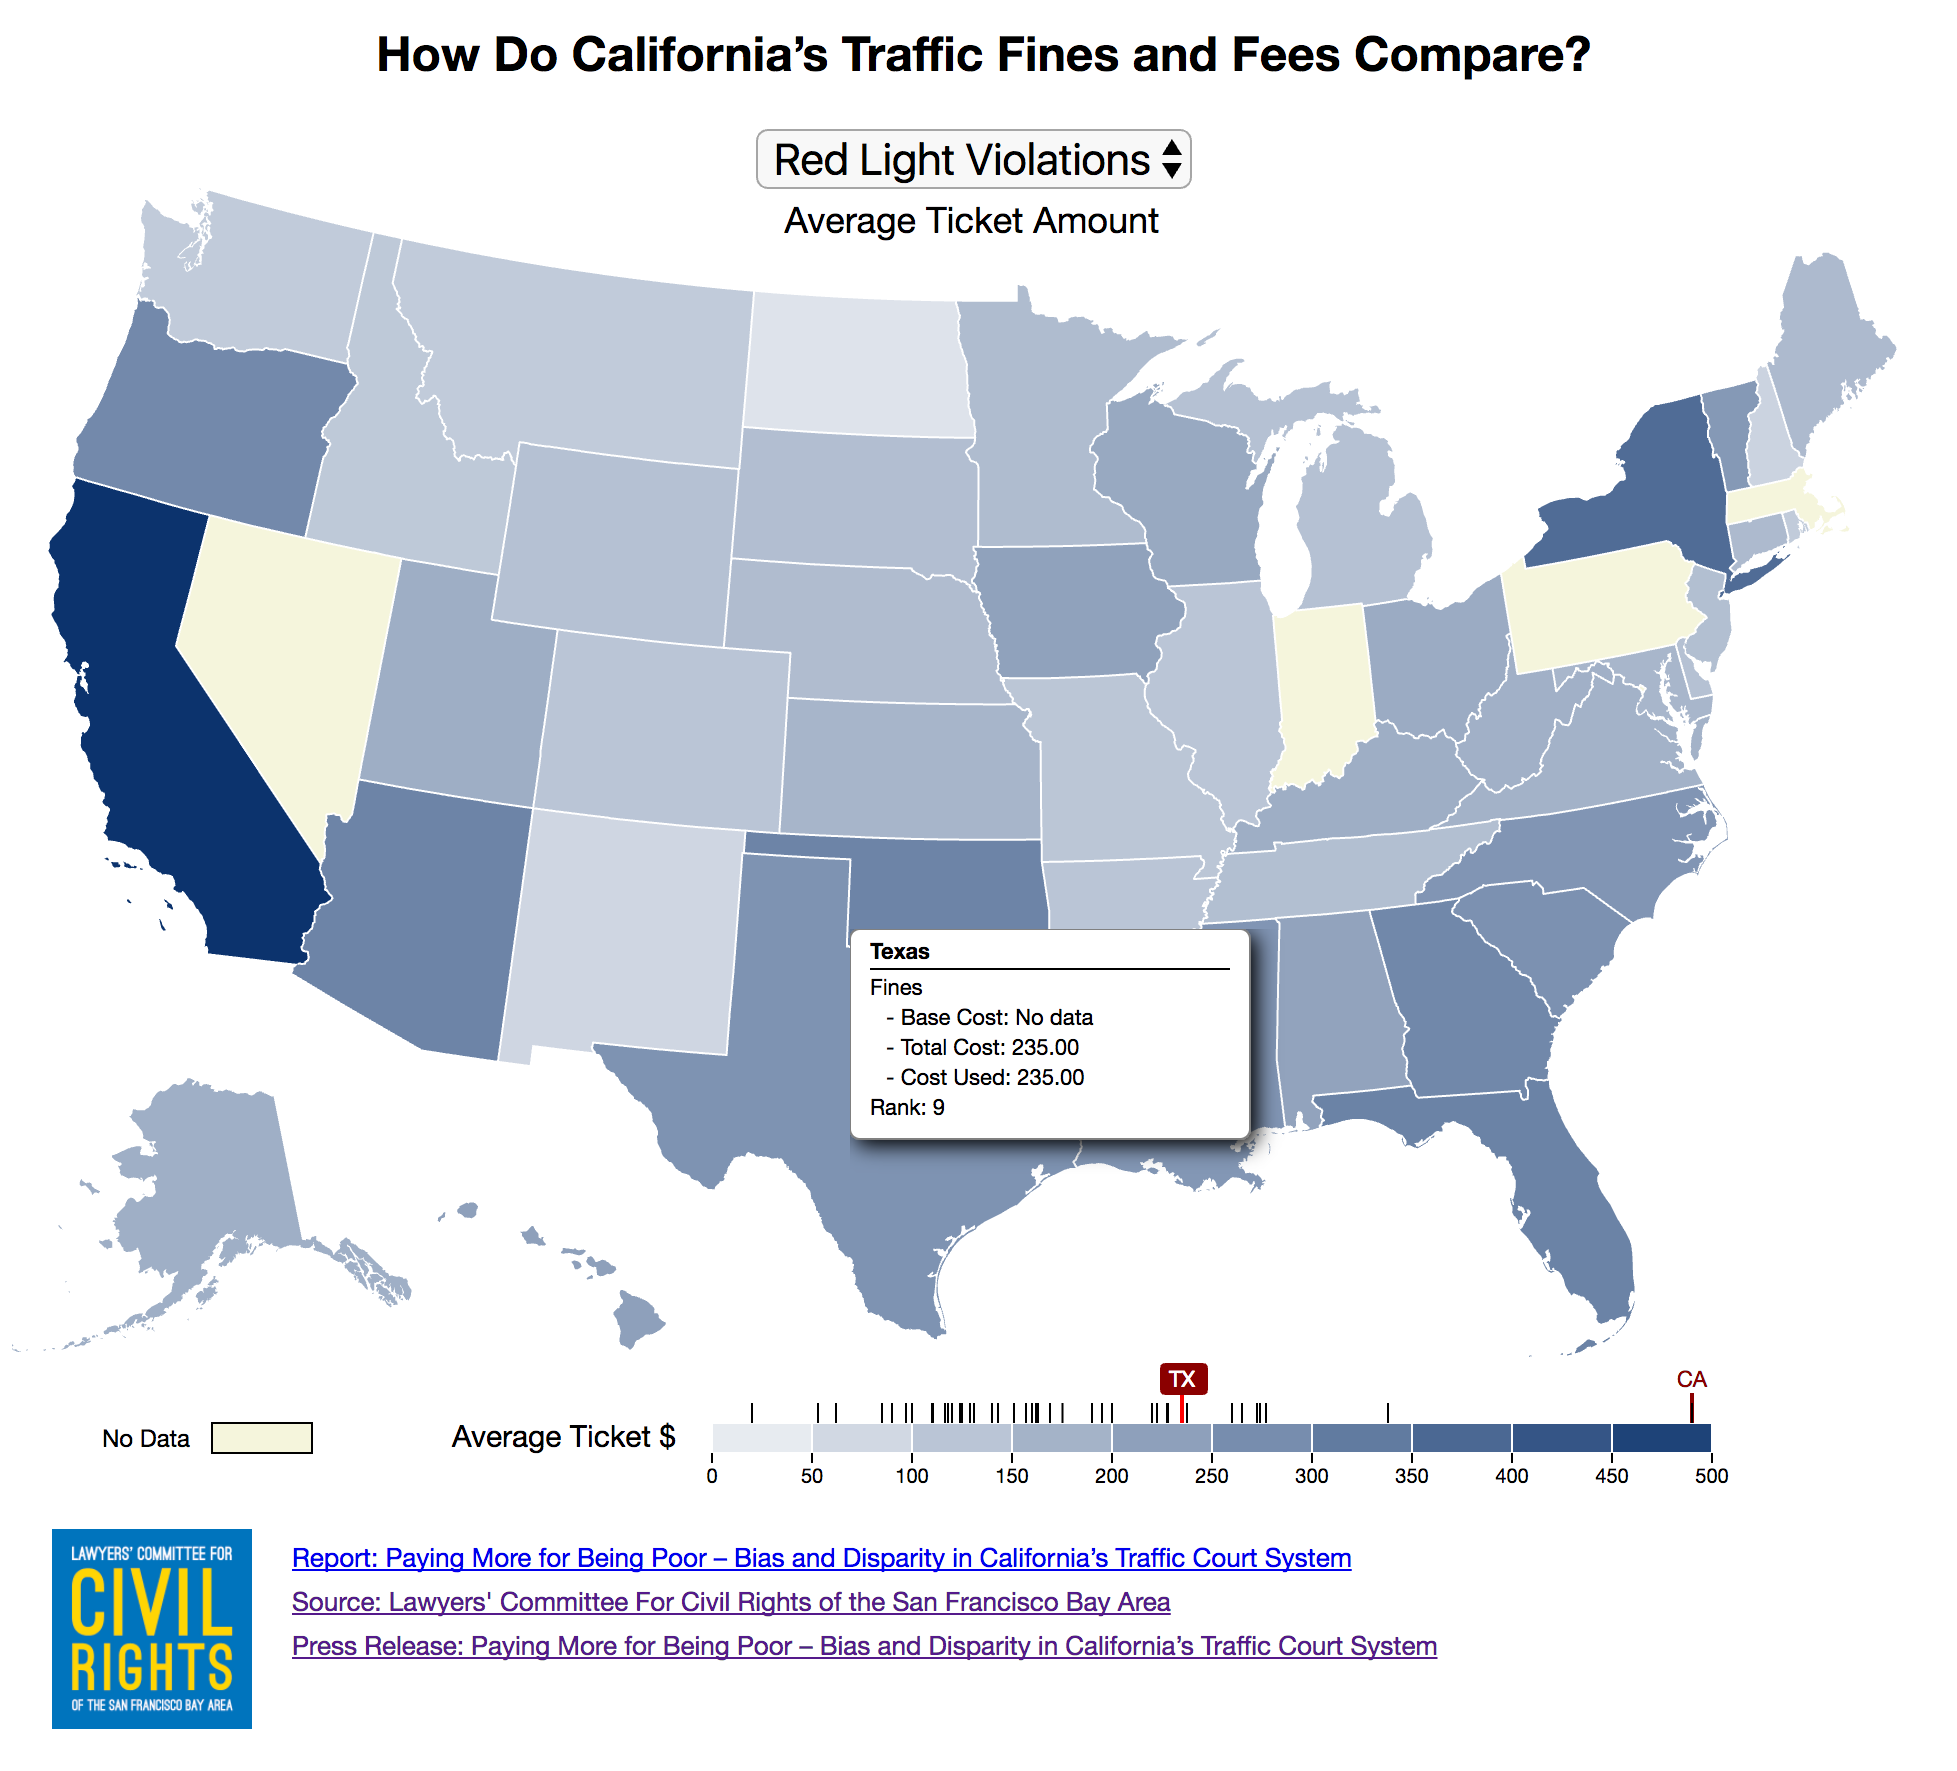 How Do California’s Traffic Fines and Fees Compare?
Red Light Violations
Average Ticket Amount
Texas
Fines
- Base Cost: No data
- Total Cost: 235.00
- Cost Used: 235.00
Rank: 9
TX
CA
No Data
Average Ticket $
0 50 100 150 200 250 300 350 400 450 500
LAWYERS' COMMITTEE FOR
CIVIL
RIGHTS
OF THE SAN FRANCISCO BAY AREA
Report: Paying More for Being Poor – Bias and Disparity in California’s Traffic Court System
Source: Lawyers' Committee For Civil Rights of the San Francisco Bay Area
Press Release: Paying More for Being Poor – Bias and Disparity in California’s Traffic Court System